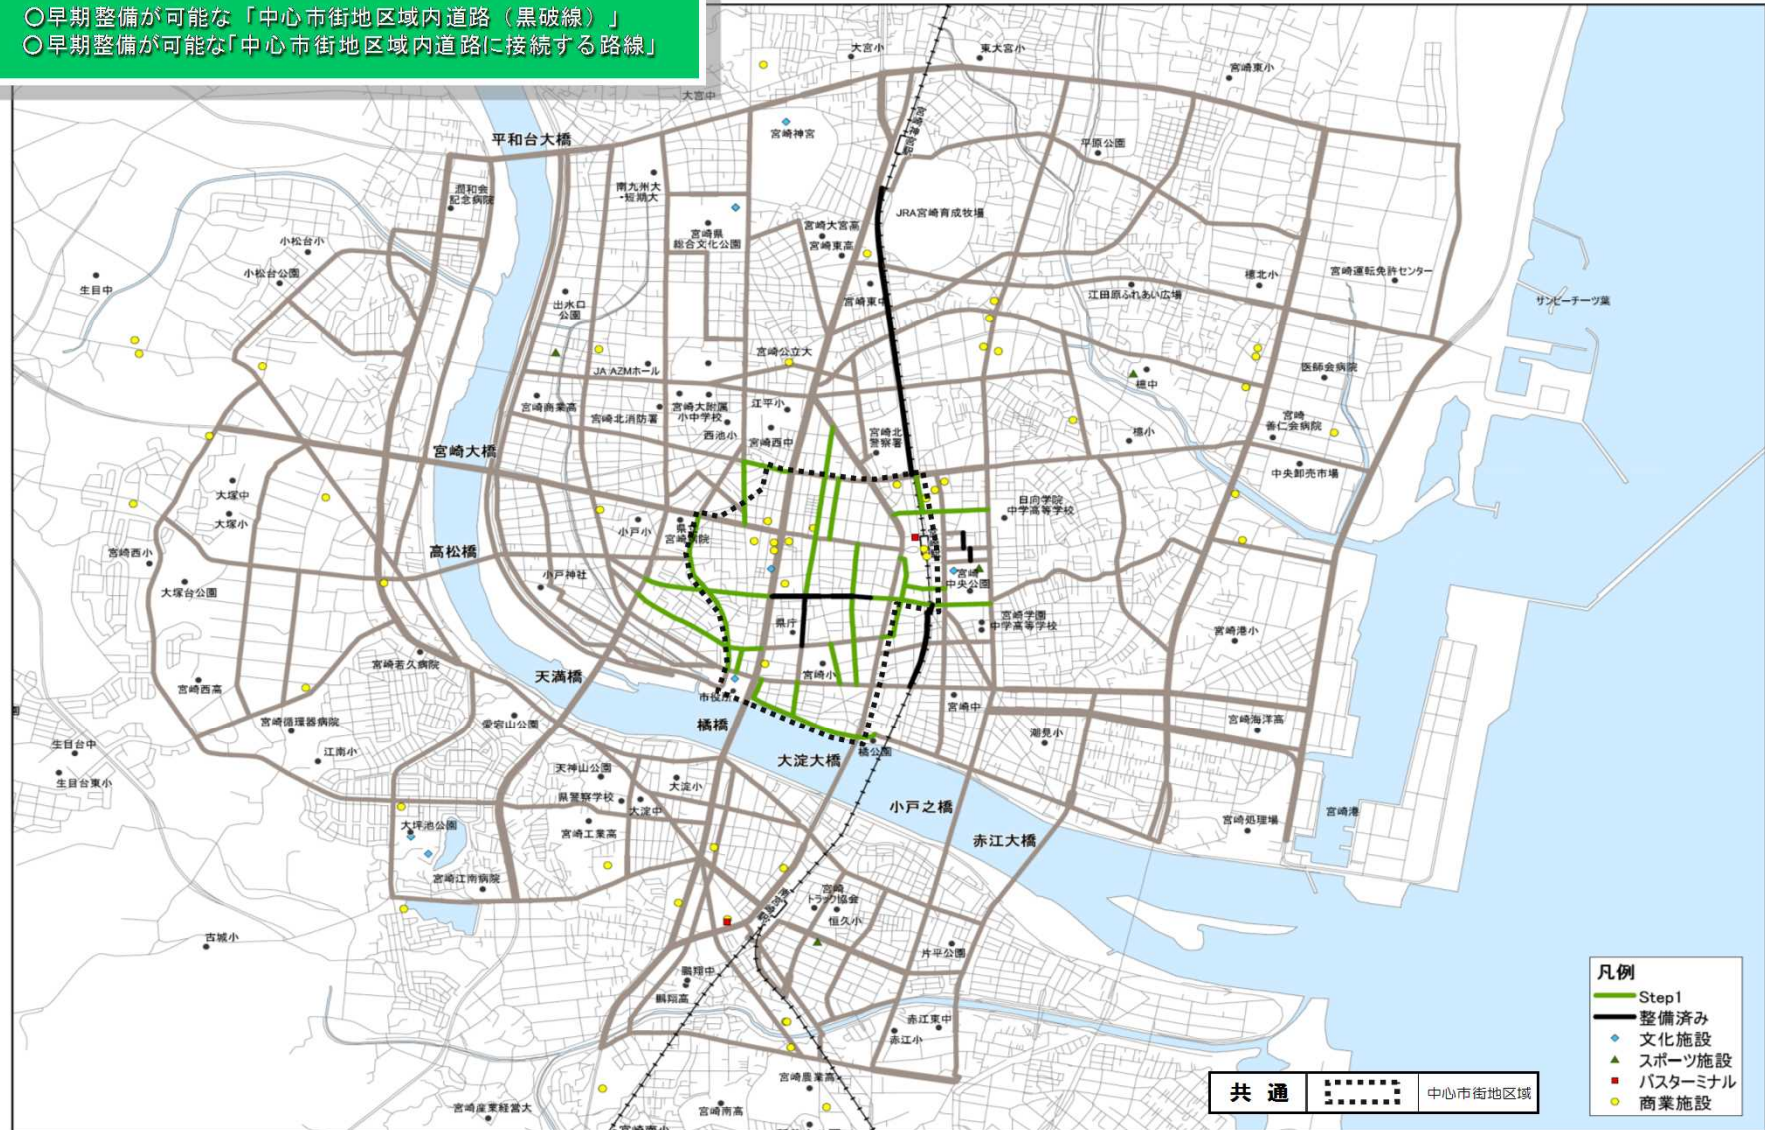 〇早期整備が可能な「中心市街地区域内道路（黒破線）」
〇早期整備が可能な「中心市街地区域内道路に接続する路線」
大宮小
東大宮小
宮崎東小
大宮中
平和台大橋
宮崎神宮
宮崎神宮駅
平原公園
潤和会
記念病院
南九州大
・短期大
宮崎県
総合文化公園
宮崎大宮高
宮崎東高
JRA宮崎育成牧場
小松台小
小松台公園
生目中
出水口
公園
宮崎東中
江田原ふれあい広場
檍北小
宮崎運転免許センター
サンビーチ一ツ葉
宮崎公立大
JA AZMホール
医師会病院
檍中
宮崎商業高
宮崎北消防署
宮崎大附属
小中学校
江平小
西池小
宮崎西中
宮崎北
警察署
檍小
宮崎
善仁会病院
中央卸売市場
宮崎大橋
大塚中
大塚小
日向学院
中学高等学校
小戸小
県立
宮崎病院
高松橋
宮崎西小
大塚台公園
小戸神社
宮崎
中央公園
県庁
宮崎学園
中学高等学校
宮崎港小
宮崎若久病院
天満橋
宮崎小
宮崎西高
市役所
宮崎中
宮崎循環器病院
愛宕山公園
橘橋
宮崎海洋高
潮見小
生目台中
江南小
橘公園
大淀大橋
生目台東小
天神山公園
大淀小
県警察学校
大淀中
小戸之橋
大坪池公園
宮崎工業高
赤江大橋
宮崎処理場
宮崎港
宮崎江南病院
南宮崎駅
宮崎
トラック協会
恒久小
古城小
片平公園
鵬翔中
鵬翔高
赤江東中
赤江小
宮崎農業高
宮崎産業経営大
宮崎南高
宮崎南小
凡例
Step1
整備済み
文化施設
スポーツ施設
バスターミナル
商業施設
共 通
中心市街地区域